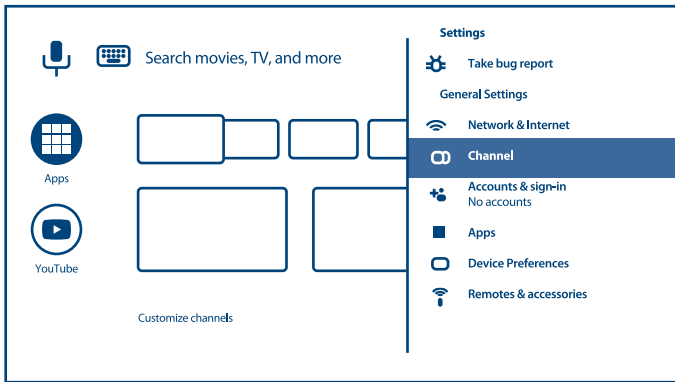 Search movies, TV, and more
Apps
YouTube
Customize channels
Settings
Take bug report
General Settings
Network & Internet
Channel
Accounts & sign-in
No accounts
Apps
Device Preferences
Remotes & accessories